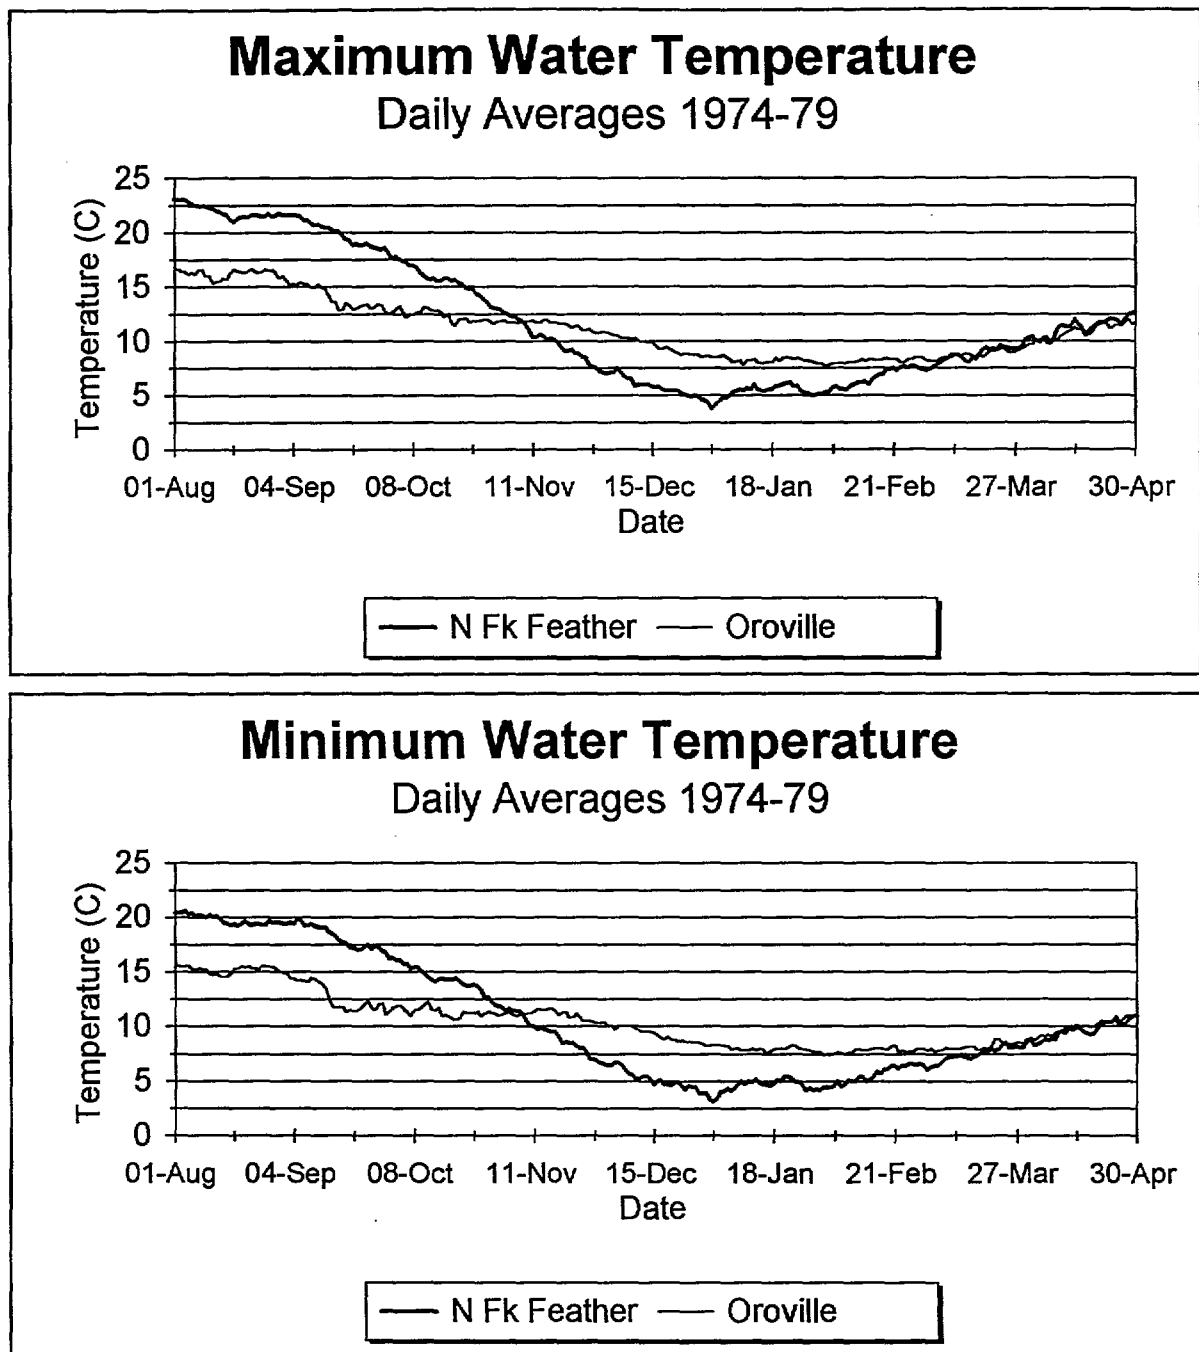 Maximum Water Temperature
Daily Averages 1974-79
Temperature (C)
25
20
15
10
5
0
01-Aug 04-Sep 08-Oct 11-Nov 15-Dec 18-Jan 21-Feb 27-Mar 30-Apr
Date
N Fk Feather Oroville
Minimum Water Temperature
Daily Averages 1974-79
Temperature (C)
25
20
15
10
5
0
01-Aug 04-Sep 08-Oct 11-Nov 15-Dec 18-Jan 21-Feb 27-Mar 30-Apr
Date
N Fk Feather Oroville